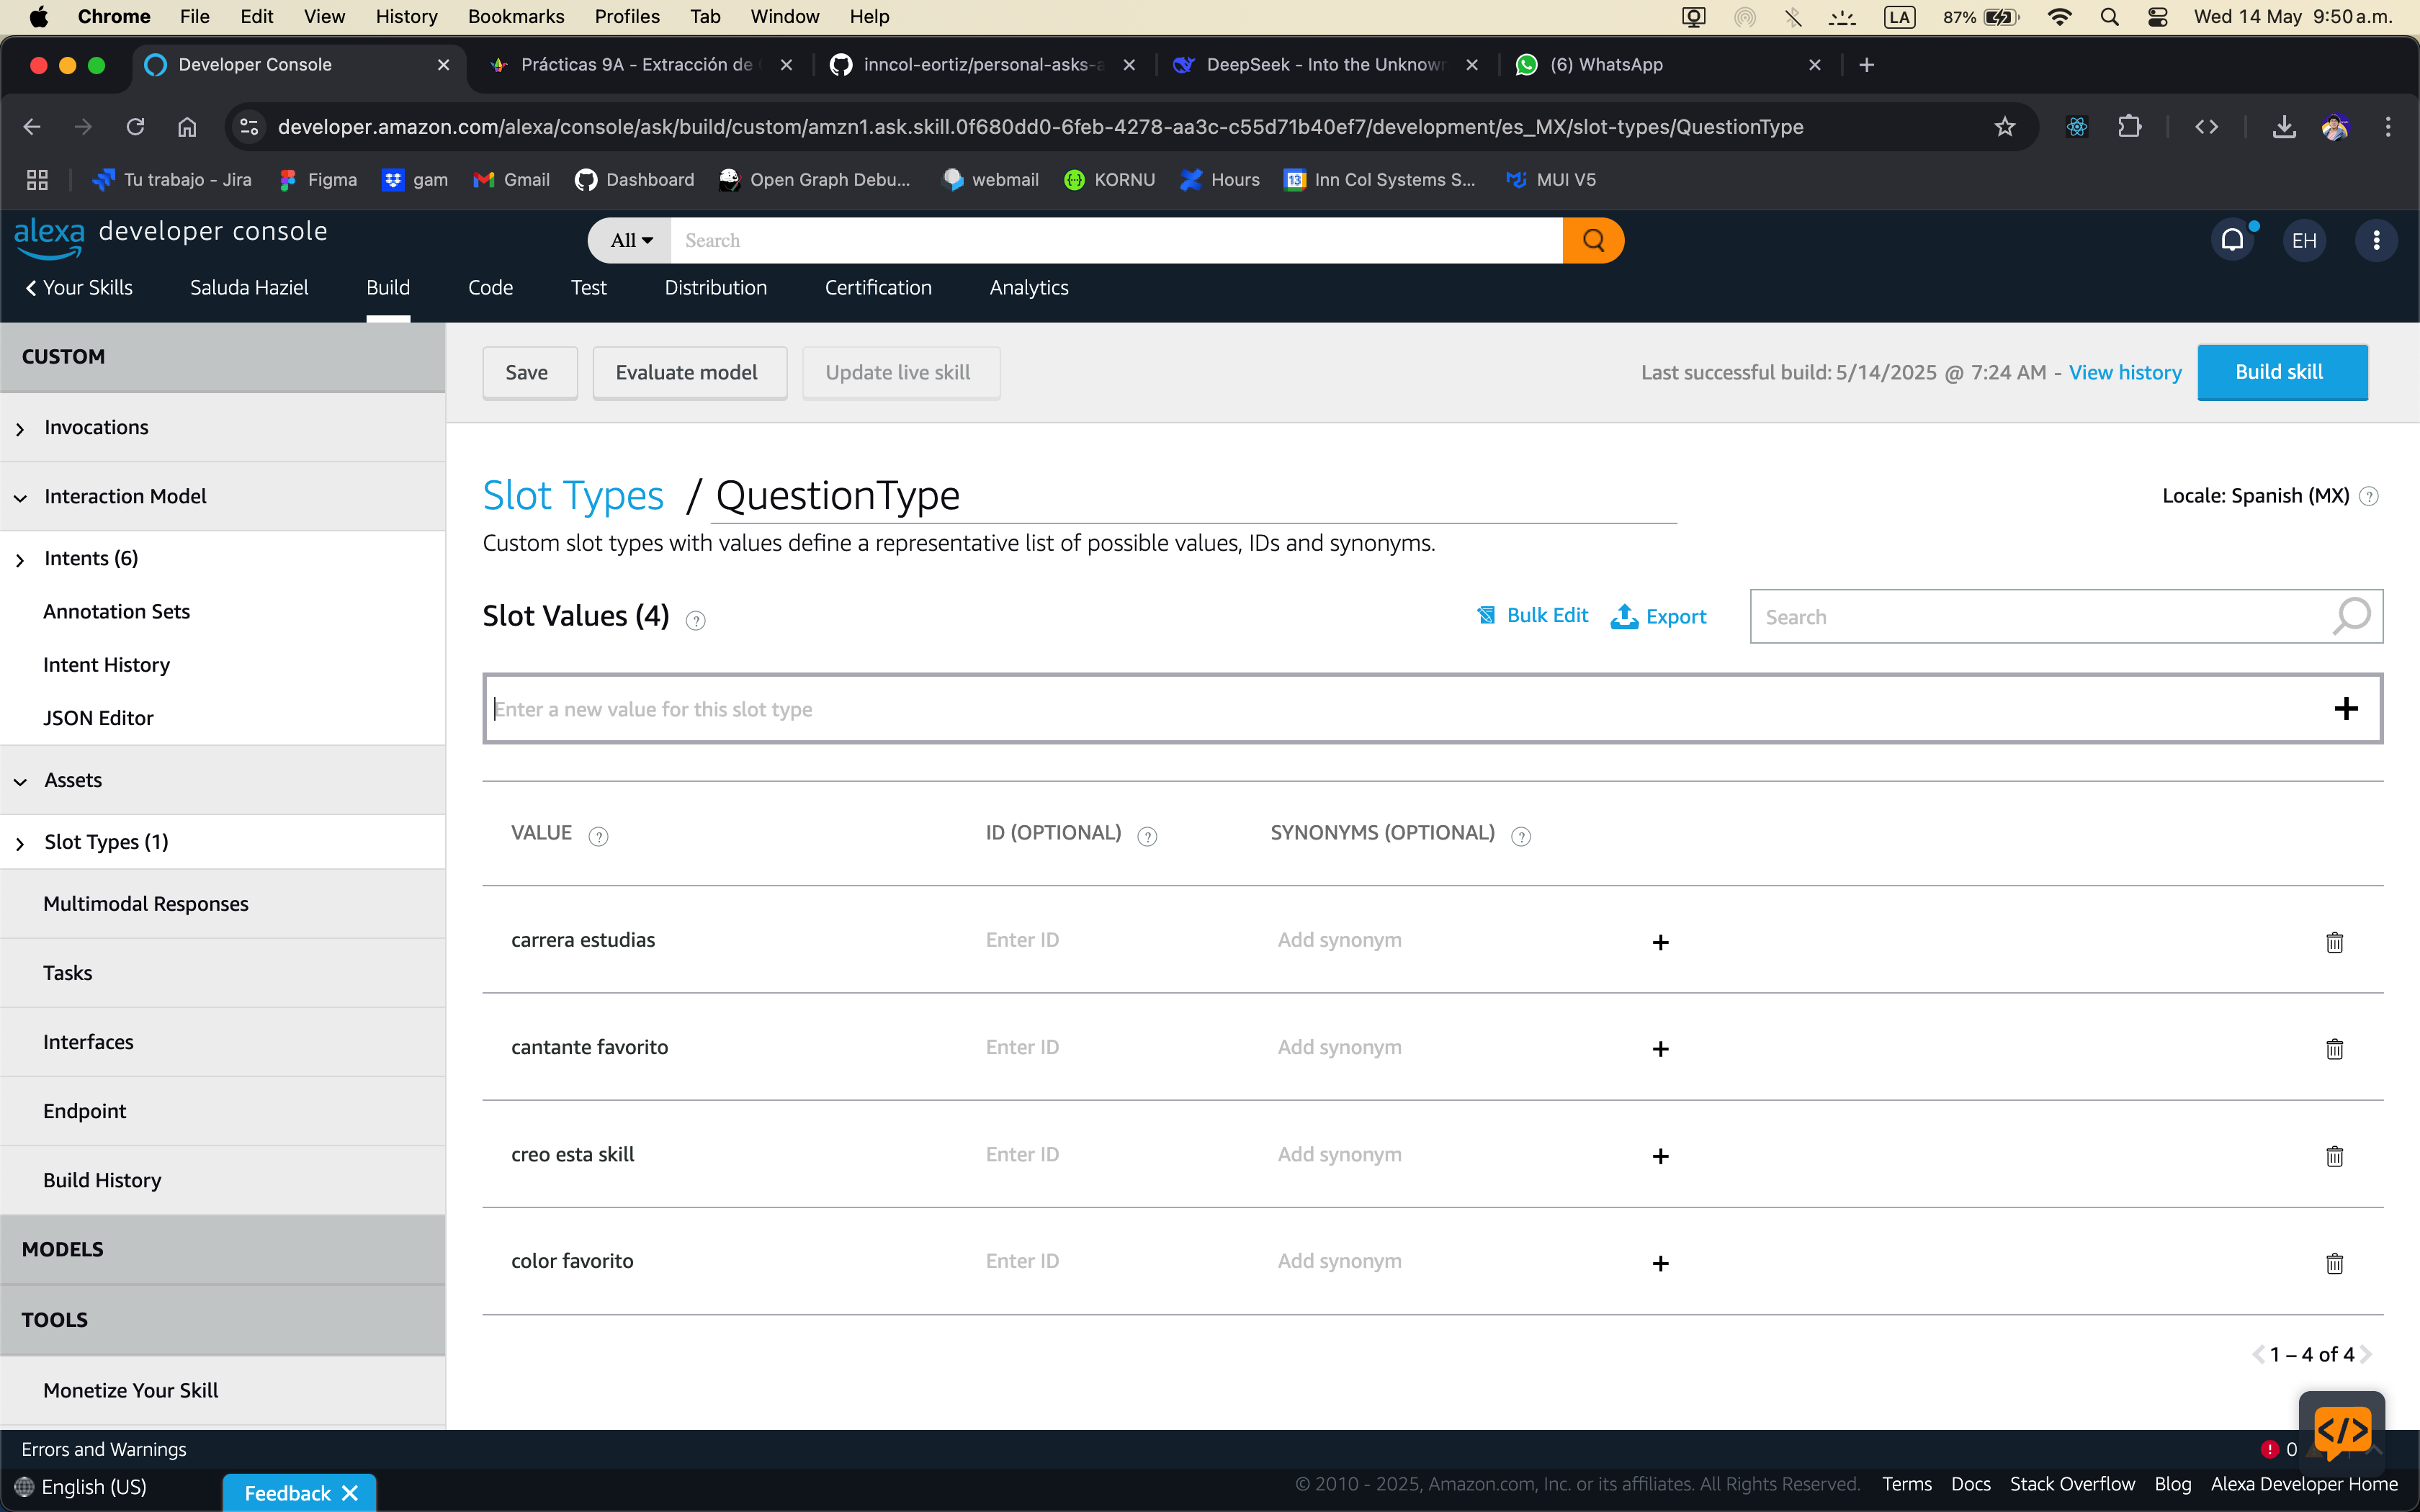 Chrome File Edit View History Bookmarks Profiles Tab Window Help LA 87% Wed 14 May 9:50 a.m.
Developer Console Prácticas 9A - Extracción de inncol-eortiz/personal-asks-a DeepSeek - Into the Unknown (6) WhatsApp
developer.amazon.com/alexa/console/ask/build/custom/amzn1.ask.skill.0f680dd0-6feb-4278-aa3c-c55d71b40ef7/development/es_MX/slot-types/QuestionType
Tu trabajo - Jira Figma gam Gmail Dashboard Open Graph Debu... webmail KORNU Hours 13 Inn Col Systems S... MUI V5
alexa developer console All Search EH
Your Skills Saluda Haziel Build Code Test Distribution Certification Analytics
CUSTOM
Invocations
Interaction Model
Intents (6)
Annotation Sets
Intent History
JSON Editor
Assets
Slot Types (1)
Multimodal Responses
Tasks
Interfaces
Endpoint
Build History
MODELS
TOOLS
Monetize Your Skill
Save Evaluate model Update live skill Last successful build: 5/14/2025 @ 7:24 AM - View history Build skill
Slot Types / QuestionType Locale: Spanish (MX) ?
Custom slot types with values define a representative list of possible values, IDs and synonyms.
Slot Values (4) ? Bulk Edit Export Search
Enter a new value for this slot type
VALUE ? ID (OPTIONAL) ? SYNONYMS (OPTIONAL) ?
carrera estudias Enter ID Add synonym
cantante favorito Enter ID Add synonym
creo esta skill Enter ID Add synonym
color favorito Enter ID Add synonym
1 – 4 of 4
Errors and Warnings 0
English (US) Feedback © 2010 - 2025, Amazon.com, Inc. or its affiliates. All Rights Reserved. Terms Docs Stack Overflow Blog Alexa Developer Home